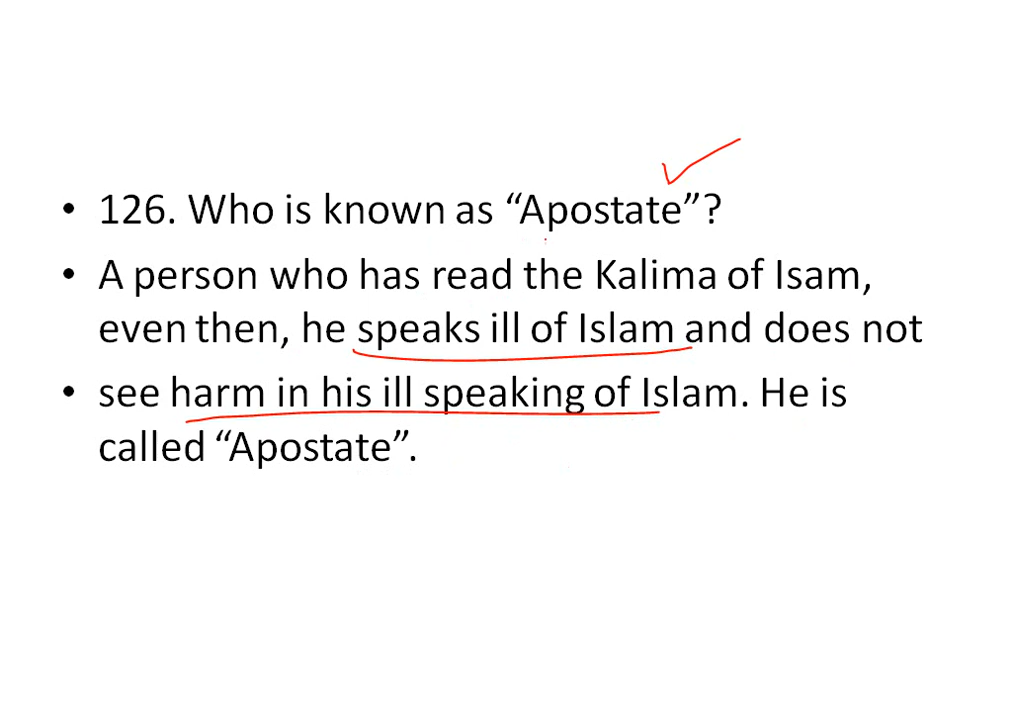 • 126. Who is known as “Apostate”?
• A person who has read the Kalima of Isam,
even then, he speaks ill of Islam and does not
• see harm in his ill speaking of Islam. He is
called “Apostate”.